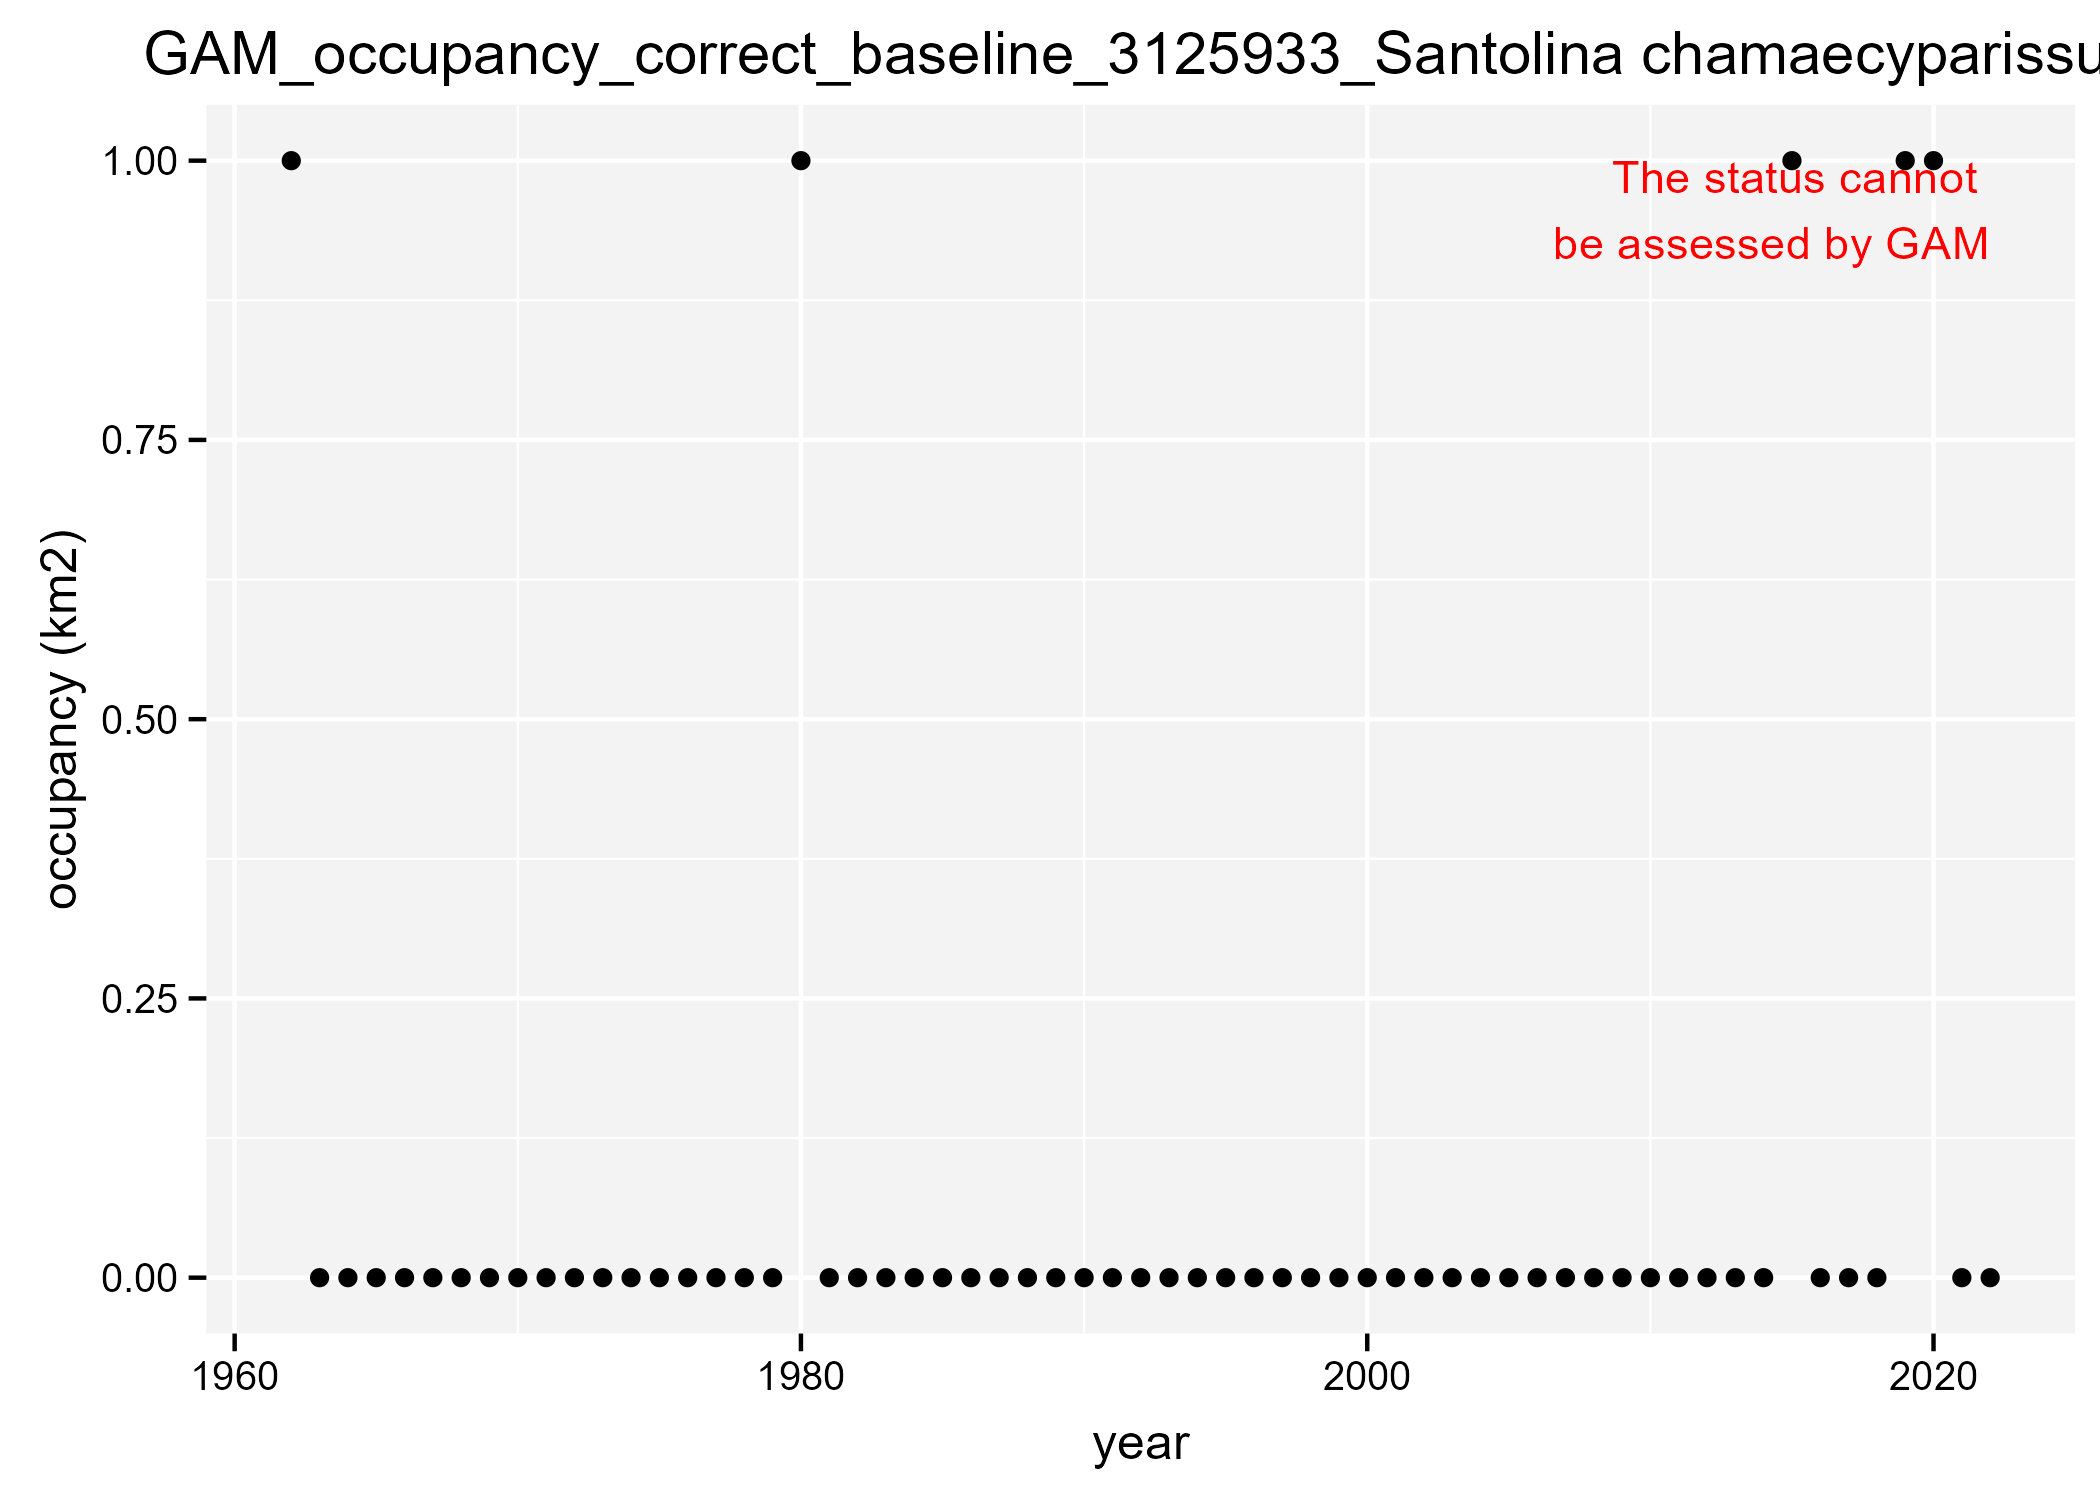 GAM_occupancy_correct_baseline_3125933_Santolina chamaecyparissu
1.00
The status cannot
be assessed by GAM
0.75
0.50
occupancy (km2)
0.25
0.00
1960 1980 2000 2020
year